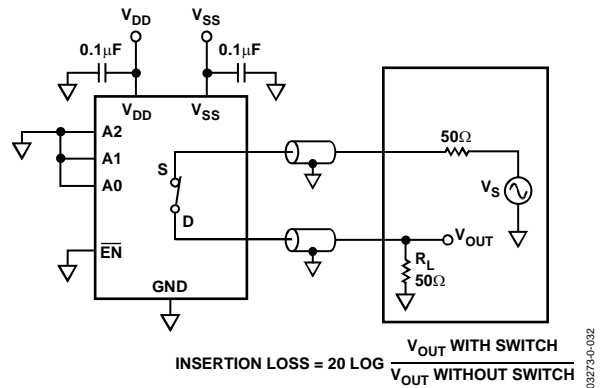 VDD VSS
0.1µF 0.1µF
VDD VSS
A2
A1
A0
S
D
EN
GND
50Ω
VS
VOUT
RL
50Ω
INSERTION LOSS = 20 LOG VOUT WITH SWITCH
VOUT WITHOUT SWITCH
03273-0-032